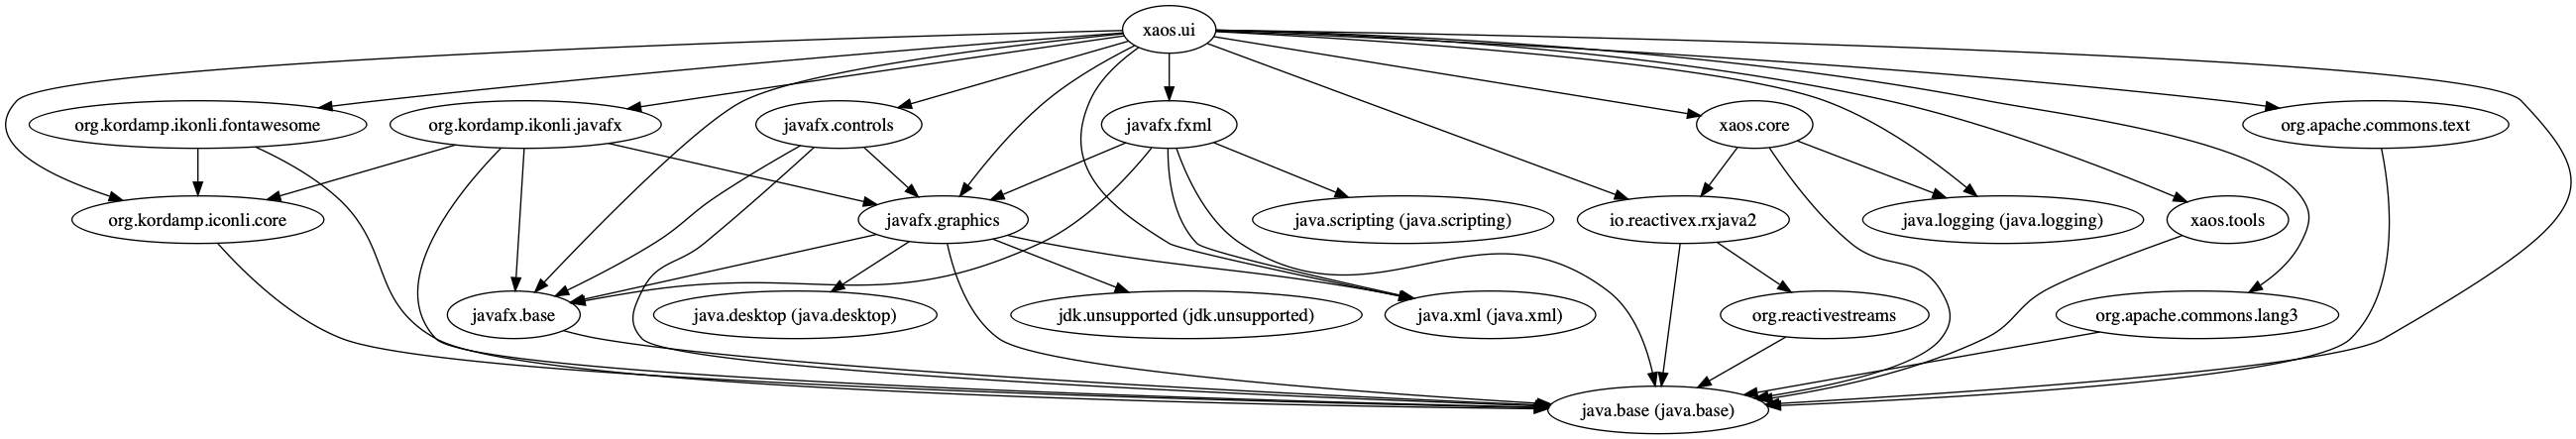 xaos.ui
org.kordamp.ikonli.fontawesome
org.kordamp.ikonli.javafx
javafx.controls
javafx.fxml
xaos.core
org.apache.commons.text
org.kordamp.iconli.core
javafx.graphics
java.scripting (java.scripting)
io.reactivex.rxjava2
java.logging (java.logging)
xaos.tools
javafx.base
java.desktop (java.desktop)
jdk.unsupported (jdk.unsupported)
java.xml (java.xml)
org.reactivestreams
org.apache.commons.lang3
java.base (java.base)